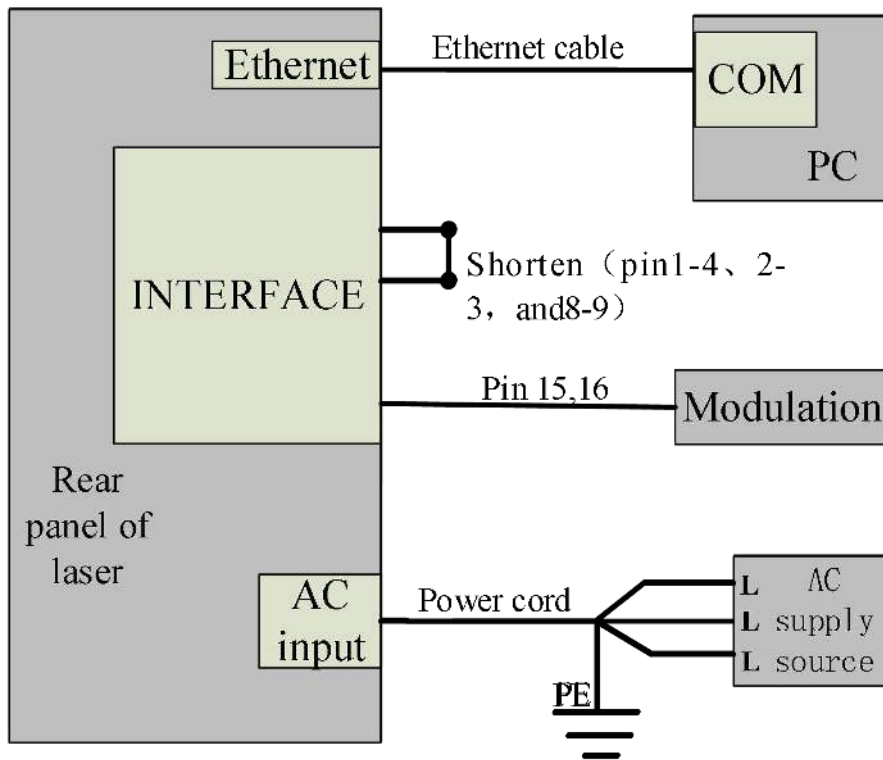 Ethernet
Ethernet cable
COM
PC
INTERFACE
Shorten（pin1-4、2-
3，and8-9）
Pin 15,16
Modulation
Rear
panel of
laser
AC
input
Power cord
PE
L AC
L supply
L source